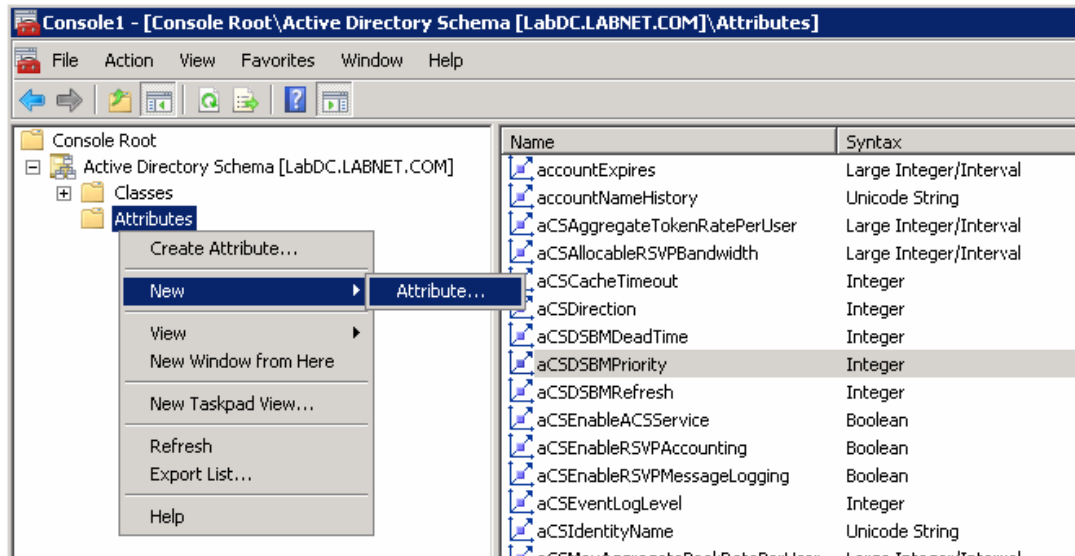 Console1 - [Console Root\Active Directory Schema [LabDC.LABNET.COM]\Attributes]
File Action View Favorites Window Help
Console Root
Active Directory Schema [LabDC.LABNET.COM]
Classes
Attributes
Create Attribute...
New
Attribute...
View
New Window from Here
New Taskpad View...
Refresh
Export List...
Help
Name Syntax
accountExpires Large Integer/Interval
accountNameHistory Unicode String
aCSAggregateTokenRatePerUser Large Integer/Interval
aCSAllocableRSVPBandwidth Large Integer/Interval
aCSCacheTimeout Integer
aCSDirection Integer
aCSDSBMDeadTime Integer
aCSDSBMPriority Integer
aCSDSBMRefresh Integer
aCSEnableACSService Boolean
aCSEnableRSVPAccounting Boolean
aCSEnableRSVPMessageLogging Boolean
aCSEventLogLevel Integer
aCSIdentityName Unicode String
aCSMaxAggregatePeakRatePerUser Large Integer/Interval